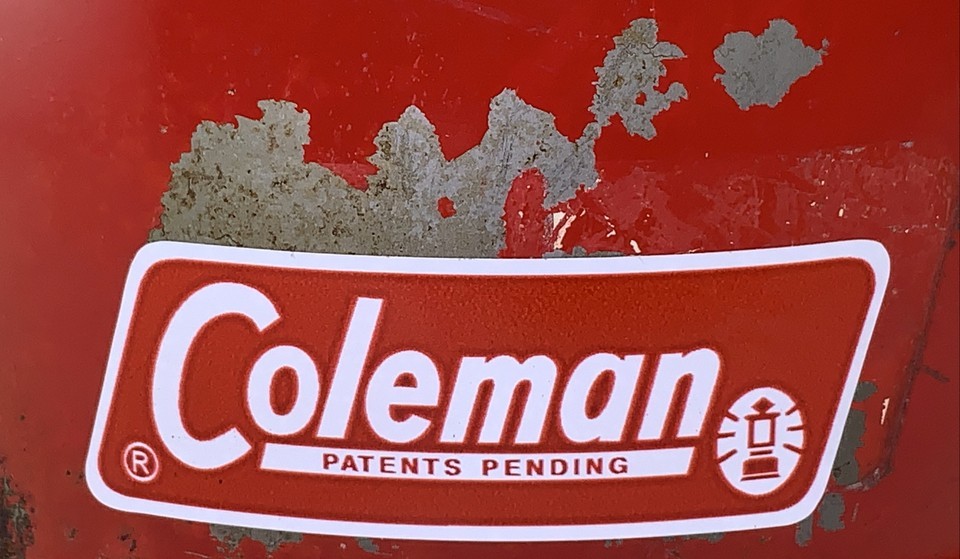 Coleman
PATENTS PENDING
®